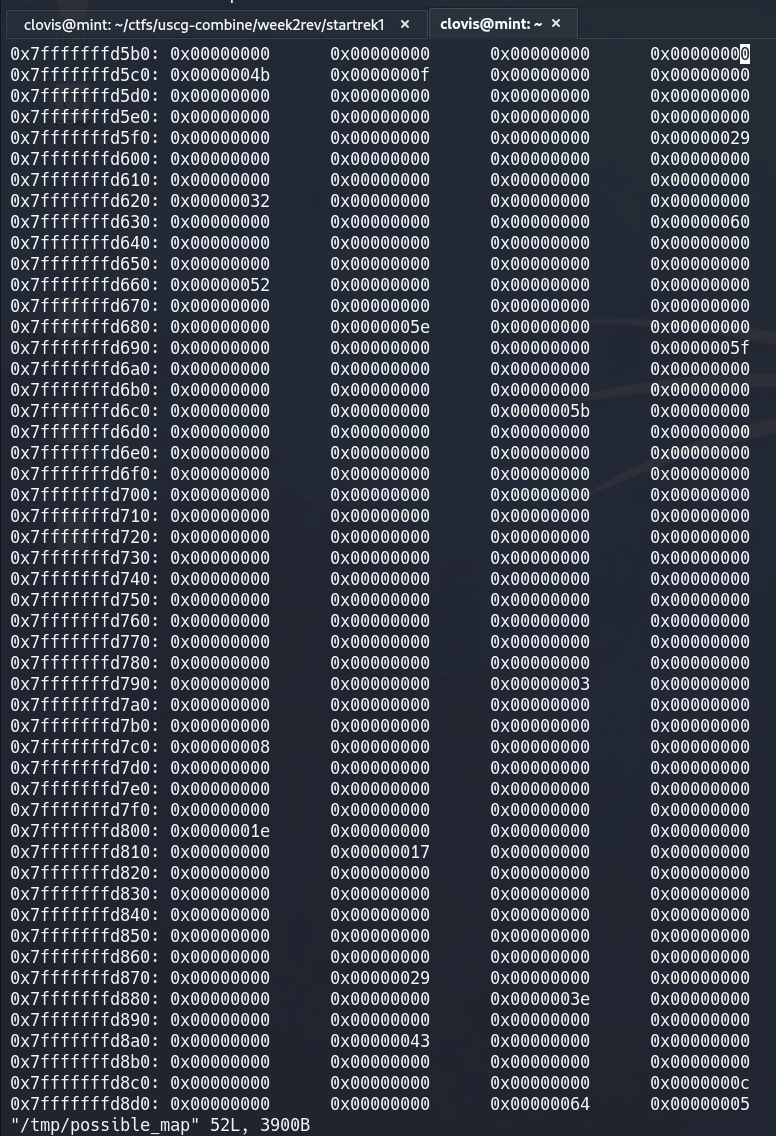 clovis@mint: ~/ctfs/uscg-combine/week2rev/startrek1 × clovis@mint: ~ ×
0x7fffffffd5b0: 0x00000000 0x00000000 0x00000000 0x00000000
0x7fffffffd5c0: 0x0000004b 0x0000000f 0x00000000 0x00000000
0x7fffffffd5d0: 0x00000000 0x00000000 0x00000000 0x00000000
0x7fffffffd5e0: 0x00000000 0x00000000 0x00000000 0x00000000
0x7fffffffd5f0: 0x00000000 0x00000000 0x00000000 0x00000029
0x7fffffffd600: 0x00000000 0x00000000 0x00000000 0x00000000
0x7fffffffd610: 0x00000000 0x00000000 0x00000000 0x00000000
0x7fffffffd620: 0x00000032 0x00000000 0x00000000 0x00000000
0x7fffffffd630: 0x00000000 0x00000000 0x00000000 0x00000060
0x7fffffffd640: 0x00000000 0x00000000 0x00000000 0x00000000
0x7fffffffd650: 0x00000000 0x00000000 0x00000000 0x00000000
0x7fffffffd660: 0x00000052 0x00000000 0x00000000 0x00000000
0x7fffffffd670: 0x00000000 0x00000000 0x00000000 0x00000000
0x7fffffffd680: 0x00000000 0x0000005e 0x00000000 0x00000000
0x7fffffffd690: 0x00000000 0x00000000 0x00000000 0x0000005f
0x7fffffffd6a0: 0x00000000 0x00000000 0x00000000 0x00000000
0x7fffffffd6b0: 0x00000000 0x00000000 0x00000000 0x00000000
0x7fffffffd6c0: 0x00000000 0x00000000 0x0000005b 0x00000000
0x7fffffffd6d0: 0x00000000 0x00000000 0x00000000 0x00000000
0x7fffffffd6e0: 0x00000000 0x00000000 0x00000000 0x00000000
0x7fffffffd6f0: 0x00000000 0x00000000 0x00000000 0x00000000
0x7fffffffd700: 0x00000000 0x00000000 0x00000000 0x00000000
0x7fffffffd710: 0x00000000 0x00000000 0x00000000 0x00000000
0x7fffffffd720: 0x00000000 0x00000000 0x00000000 0x00000000
0x7fffffffd730: 0x00000000 0x00000000 0x00000000 0x00000000
0x7fffffffd740: 0x00000000 0x00000000 0x00000000 0x00000000
0x7fffffffd750: 0x00000000 0x00000000 0x00000000 0x00000000
0x7fffffffd760: 0x00000000 0x00000000 0x00000000 0x00000000
0x7fffffffd770: 0x00000000 0x00000000 0x00000000 0x00000000
0x7fffffffd780: 0x00000000 0x00000000 0x00000000 0x00000000
0x7fffffffd790: 0x00000000 0x00000000 0x00000003 0x00000000
0x7fffffffd7a0: 0x00000000 0x00000000 0x00000000 0x00000000
0x7fffffffd7b0: 0x00000000 0x00000000 0x00000000 0x00000000
0x7fffffffd7c0: 0x00000008 0x00000000 0x00000000 0x00000000
0x7fffffffd7d0: 0x00000000 0x00000000 0x00000000 0x00000000
0x7fffffffd7e0: 0x00000000 0x00000000 0x00000000 0x00000000
0x7fffffffd7f0: 0x00000000 0x00000000 0x00000000 0x00000000
0x7fffffffd800: 0x0000001e 0x00000000 0x00000000 0x00000000
0x7fffffffd810: 0x00000000 0x00000017 0x00000000 0x00000000
0x7fffffffd820: 0x00000000 0x00000000 0x00000000 0x00000000
0x7fffffffd830: 0x00000000 0x00000000 0x00000000 0x00000000
0x7fffffffd840: 0x00000000 0x00000000 0x00000000 0x00000000
0x7fffffffd850: 0x00000000 0x00000000 0x00000000 0x00000000
0x7fffffffd860: 0x00000000 0x00000000 0x00000000 0x00000000
0x7fffffffd870: 0x00000000 0x00000029 0x00000000 0x00000000
0x7fffffffd880: 0x00000000 0x00000000 0x0000003e 0x00000000
0x7fffffffd890: 0x00000000 0x00000000 0x00000000 0x00000000
0x7fffffffd8a0: 0x00000000 0x00000043 0x00000000 0x00000000
0x7fffffffd8b0: 0x00000000 0x00000000 0x00000000 0x00000000
0x7fffffffd8c0: 0x00000000 0x00000000 0x00000000 0x0000000c
0x7fffffffd8d0: 0x00000000 0x00000000 0x00000064 0x00000005
"/tmp/possible_map" 52L, 3900B